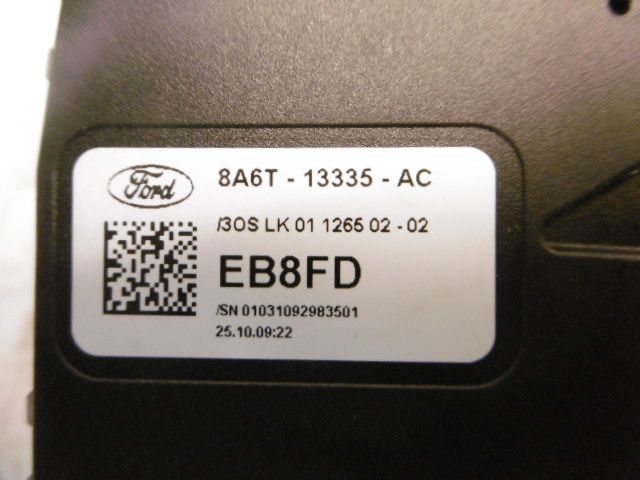 Ford
8A6T - 13335 - AC
/3OS LK 01 1265 02 - 02
EB8FD
/SN 01031092983501
25.10.09:22